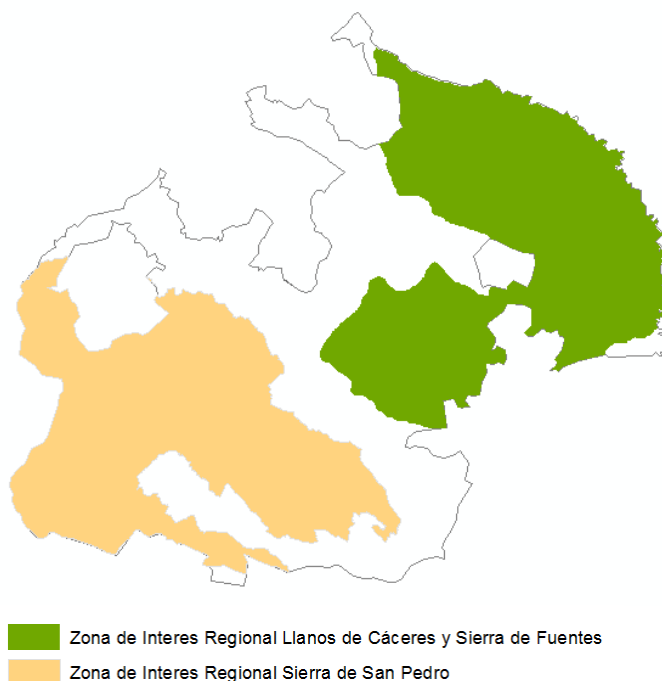 Zona de Interes Regional Llanos de Cáceres y Sierra de Fuentes
Zona de Interes Regional Sierra de San Pedro